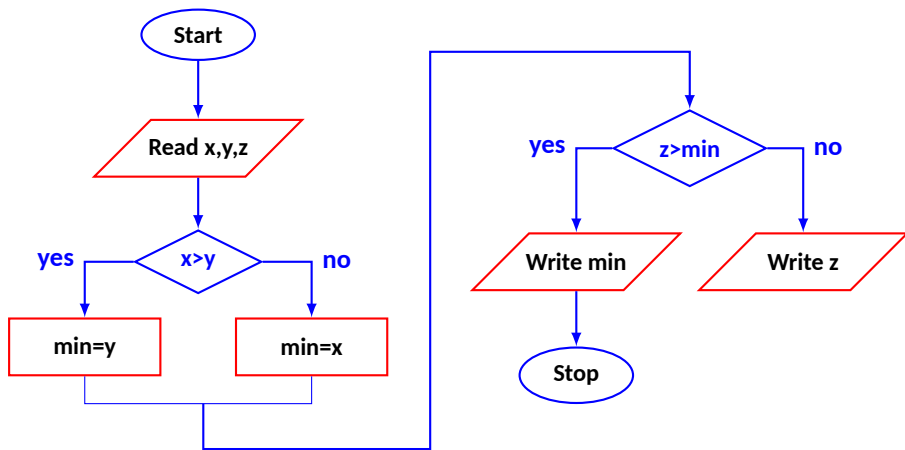 Start
Read x,y,z
yes
x>y
no
min=y
min=x
yes
z>min
no
Write min
Write z
Stop